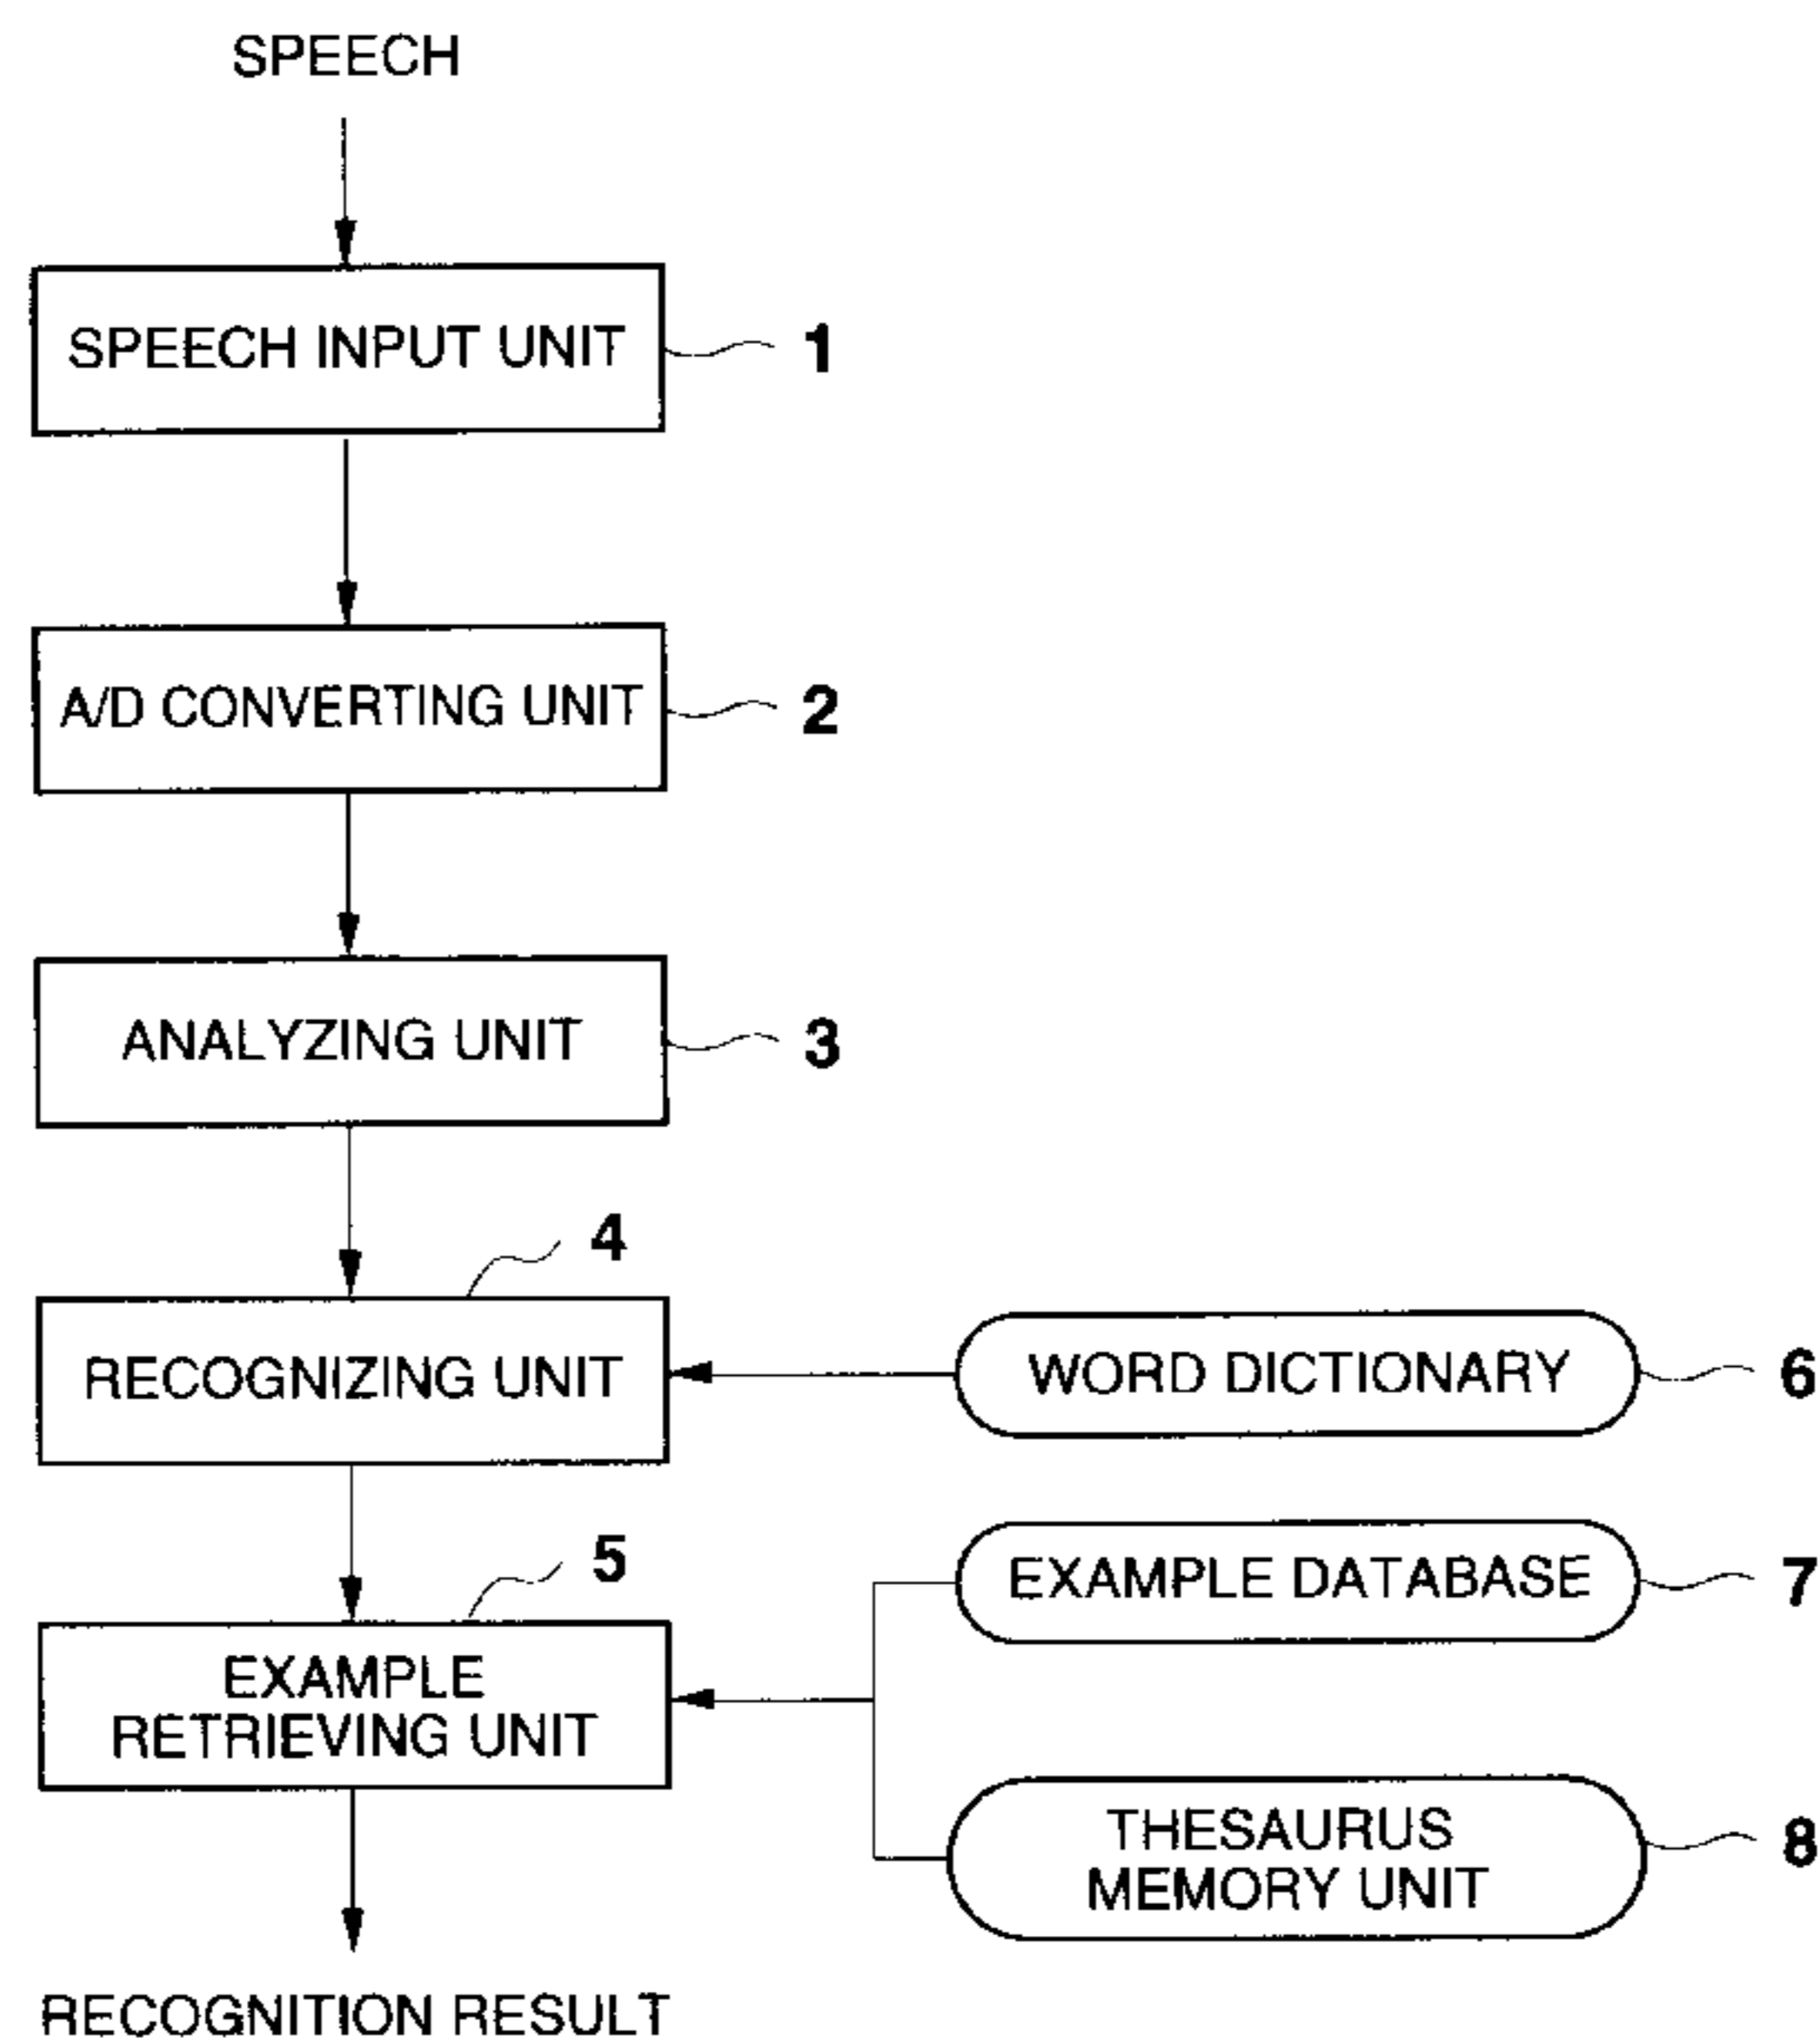 SPEECH
SPEECH INPUT UNIT
1
A/D CONVERTING UNIT
2
ANALYZING UNIT
3
4
RECOGNIZING UNIT
WORD DICTIONARY
6
5
EXAMPLE DATABASE
7
EXAMPLE
RETRIEVING UNIT
THESAURUS
MEMORY UNIT
8
RECOGNITION RESULT